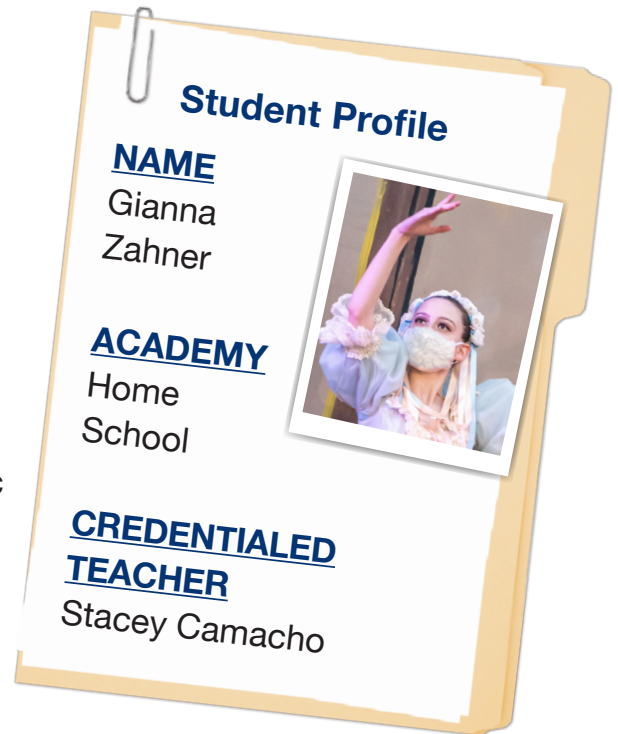 Student Profile
NAME
Gianna
Zahner
ACADEMY
Home
School
CREDENTIALED
TEACHER
Stacey Camacho